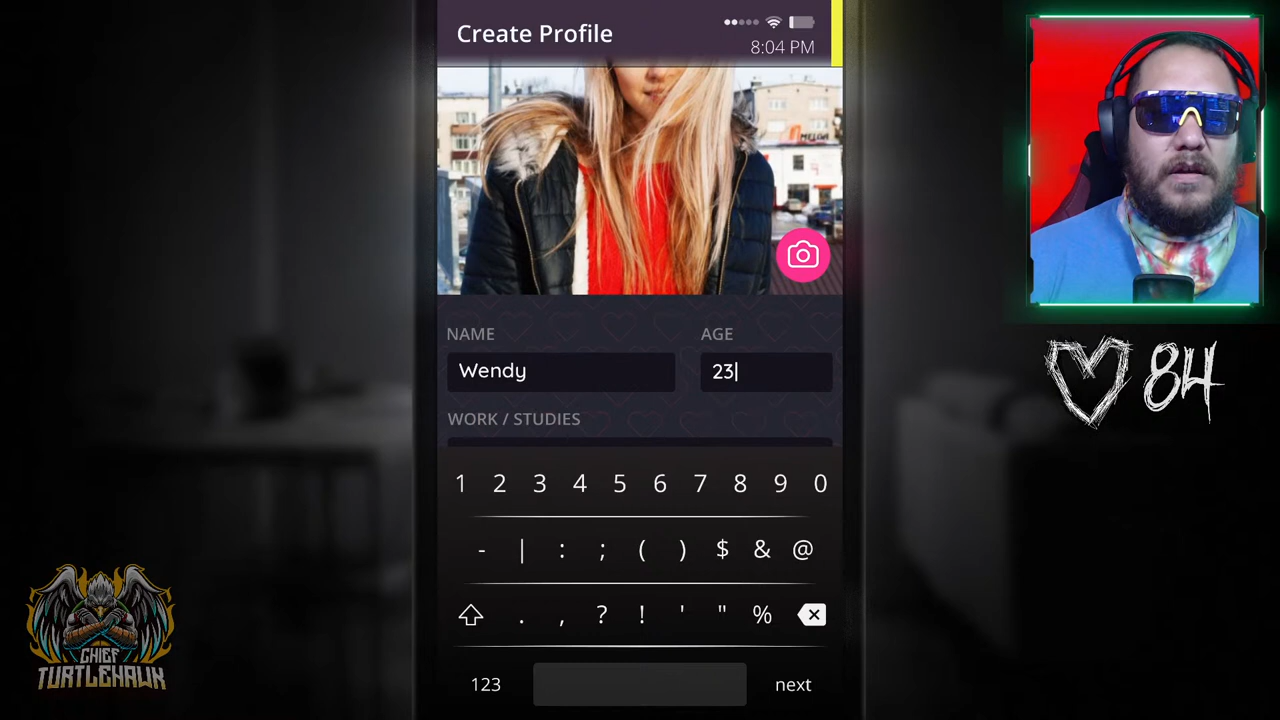 Create Profile
8:04 PM
NAME
AGE
Wendy
23
WORK / STUDIES
1 2 3 4 5 6 7 8 9 0
- | : ; ( ) $ & @
. , ? ! ' " %
123
next
84
CHIEF
TURTLEHAWK